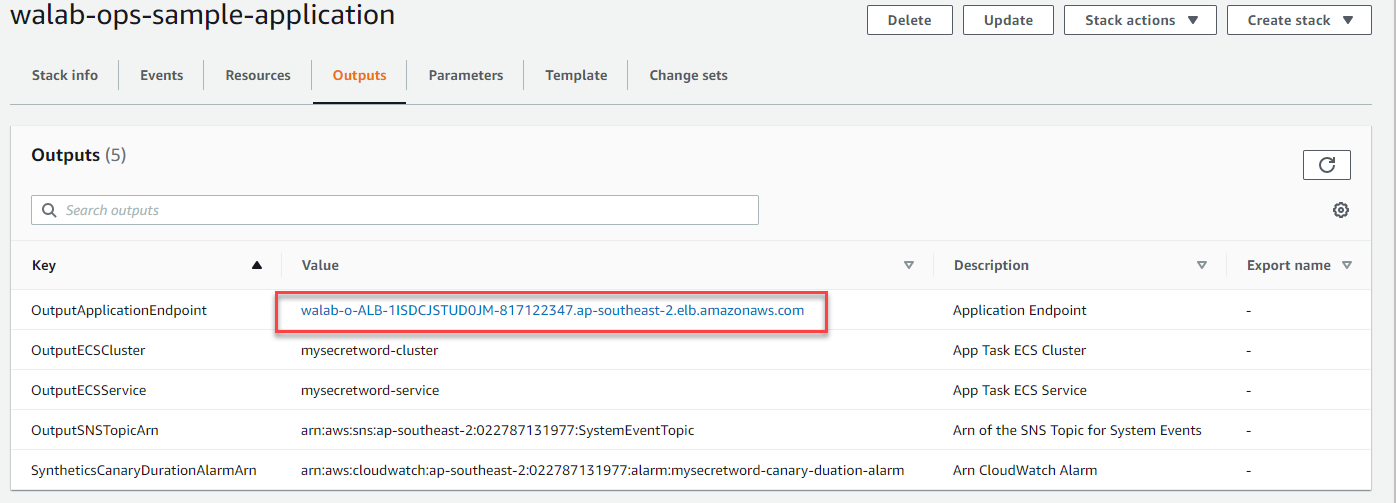 walab-ops-sample-application
Delete Update Stack actions Create stack
Stack info Events Resources Outputs Parameters Template Change sets
Outputs (5)
Search outputs
Key Value Description Export name
OutputApplicationEndpoint walab-o-ALB-1ISDCJSTUD0JM-817122347.ap-southeast-2.elb.amazonaws.com Application Endpoint -
OutputECSCluster mysecretword-cluster App Task ECS Cluster -
OutputECSService mysecretword-service App Task ECS Service -
OutputSNSTopicArn arn:aws:sns:ap-southeast-2:022787131977:SystemEventTopic Arn of the SNS Topic for System Events -
SyntheticsCanaryDurationAlarmArn arn:aws:cloudwatch:ap-southeast-2:022787131977:alarm:mysecretword-canary-duation-alarm Arn CloudWatch Alarm -